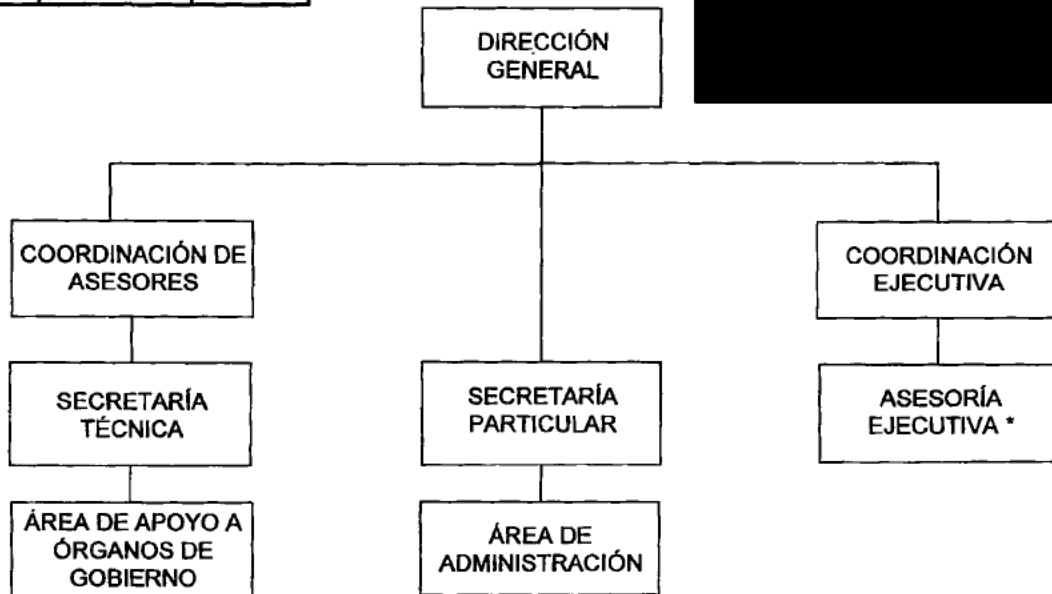 DIRECCIÓN
GENERAL
COORDINACIÓN DE
ASESORES
COORDINACIÓN
EJECUTIVA
SECRETARÍA
TÉCNICA
SECRETARÍA
PARTICULAR
ASESORÍA
EJECUTIVA *
ÁREA DE APOYO A
ÓRGANOS DE
GOBIERNO
ÁREA DE
ADMINISTRACIÓN